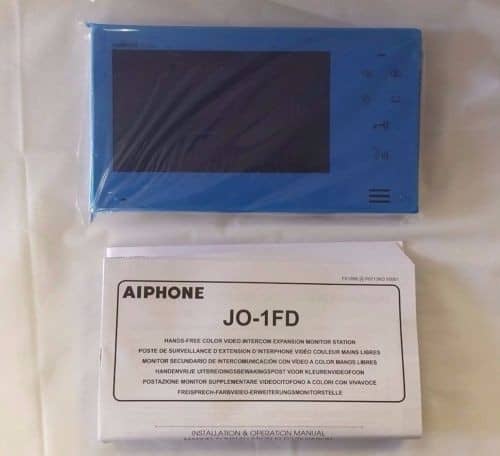 AIPHONE
JO-1FD
HANDS-FREE COLOR VIDEO INTERCOM EXPANSION MONITOR STATION
POSTE DE SURVEILLANCE D'EXTENSION D'INTERPHONE VIDÉO COULEUR MAINS LIBRES
MONITOR SECUNDARIO DE INTERCOMUNICACIÓN CON VÍDEO A COLOR MANOS LIBRES
HANDENVRIJE UITBREIDINGSBEWAKINGSPOST VOOR KLEURENVIDEOFOON
POSTAZIONE MONITOR SUPPLEMENTARE VIDEOCITOFONO A COLORI CON VIVAVOCE
FREISPRECH-FARBVIDEO-ERWEITERUNGSMONITORSTELLE
INSTALLATION & OPERATION MANUAL